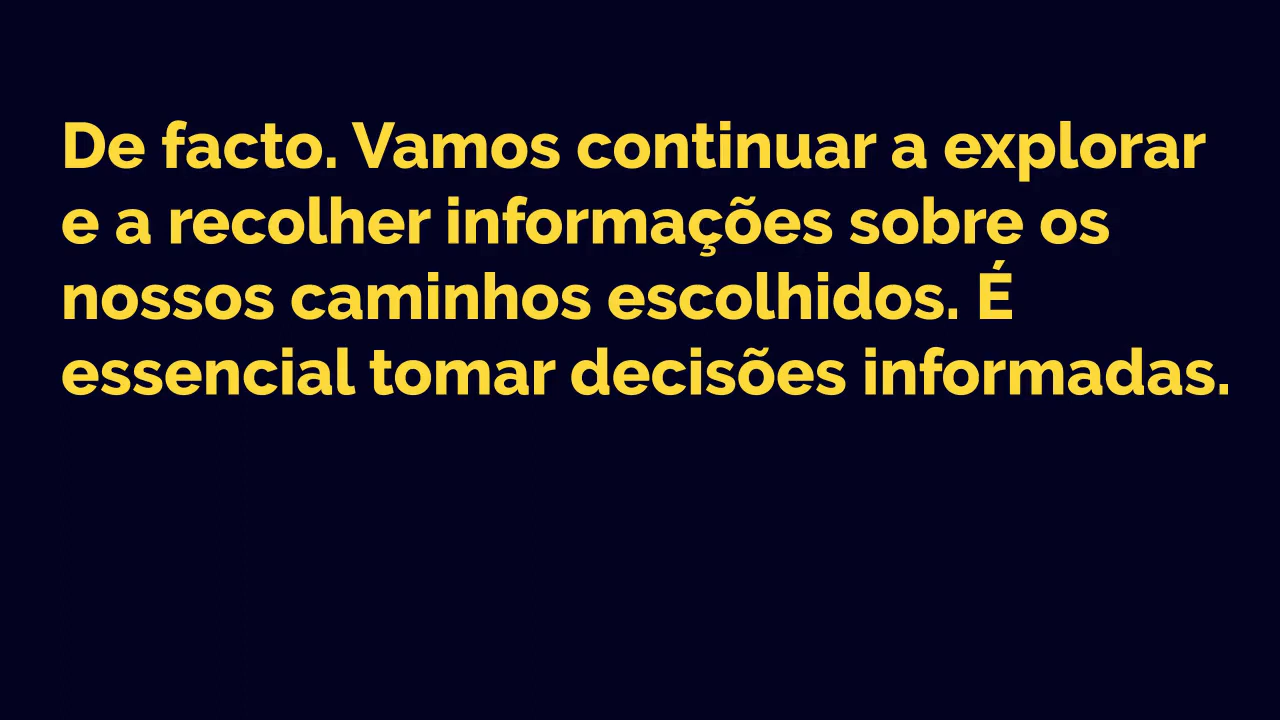 De facto. Vamos continuar a explorar
e a recolher informações sobre os
nossos caminhos escolhidos. É
essencial tomar decisões informadas.